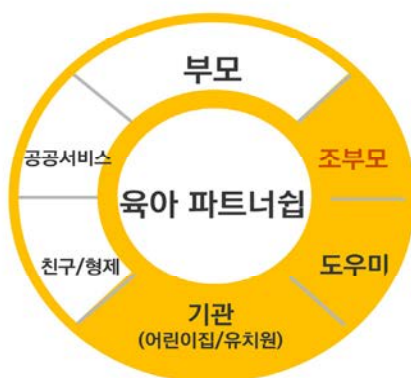 부모
공공서비스
조부모
육아 파트너쉽
친구/형제
도우미
기관
(어린이집/유치원)